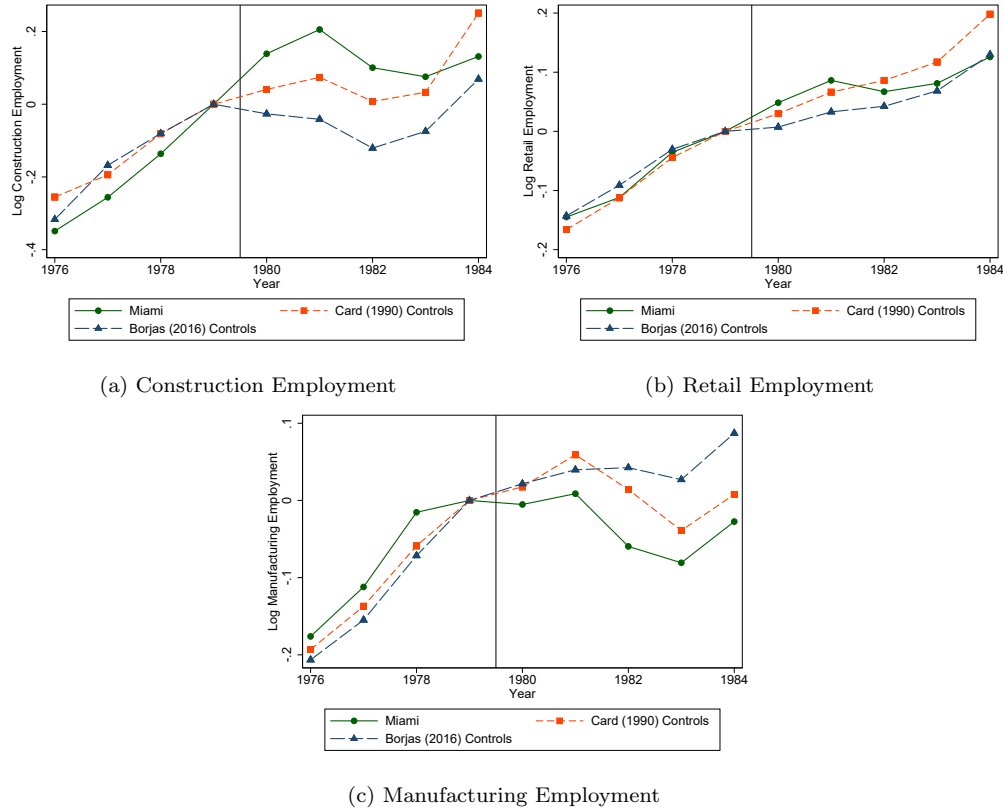 Log Construction Employment
.2
0
-.2
-.4
1976 1978 1980 1982 1984
Year
Miami Card (1990) Controls
Borjas (2016) Controls
(a) Construction Employment
Log Retail Employment
.2
.1
0
-.1
-.2
1976 1978 1980 1982 1984
Year
Miami Card (1990) Controls
Borjas (2016) Controls
(b) Retail Employment
Log Manufacturing Employment
.1
0
-.1
-.2
1976 1978 1980 1982 1984
Year
Miami Card (1990) Controls
Borjas (2016) Controls
(c) Manufacturing Employment